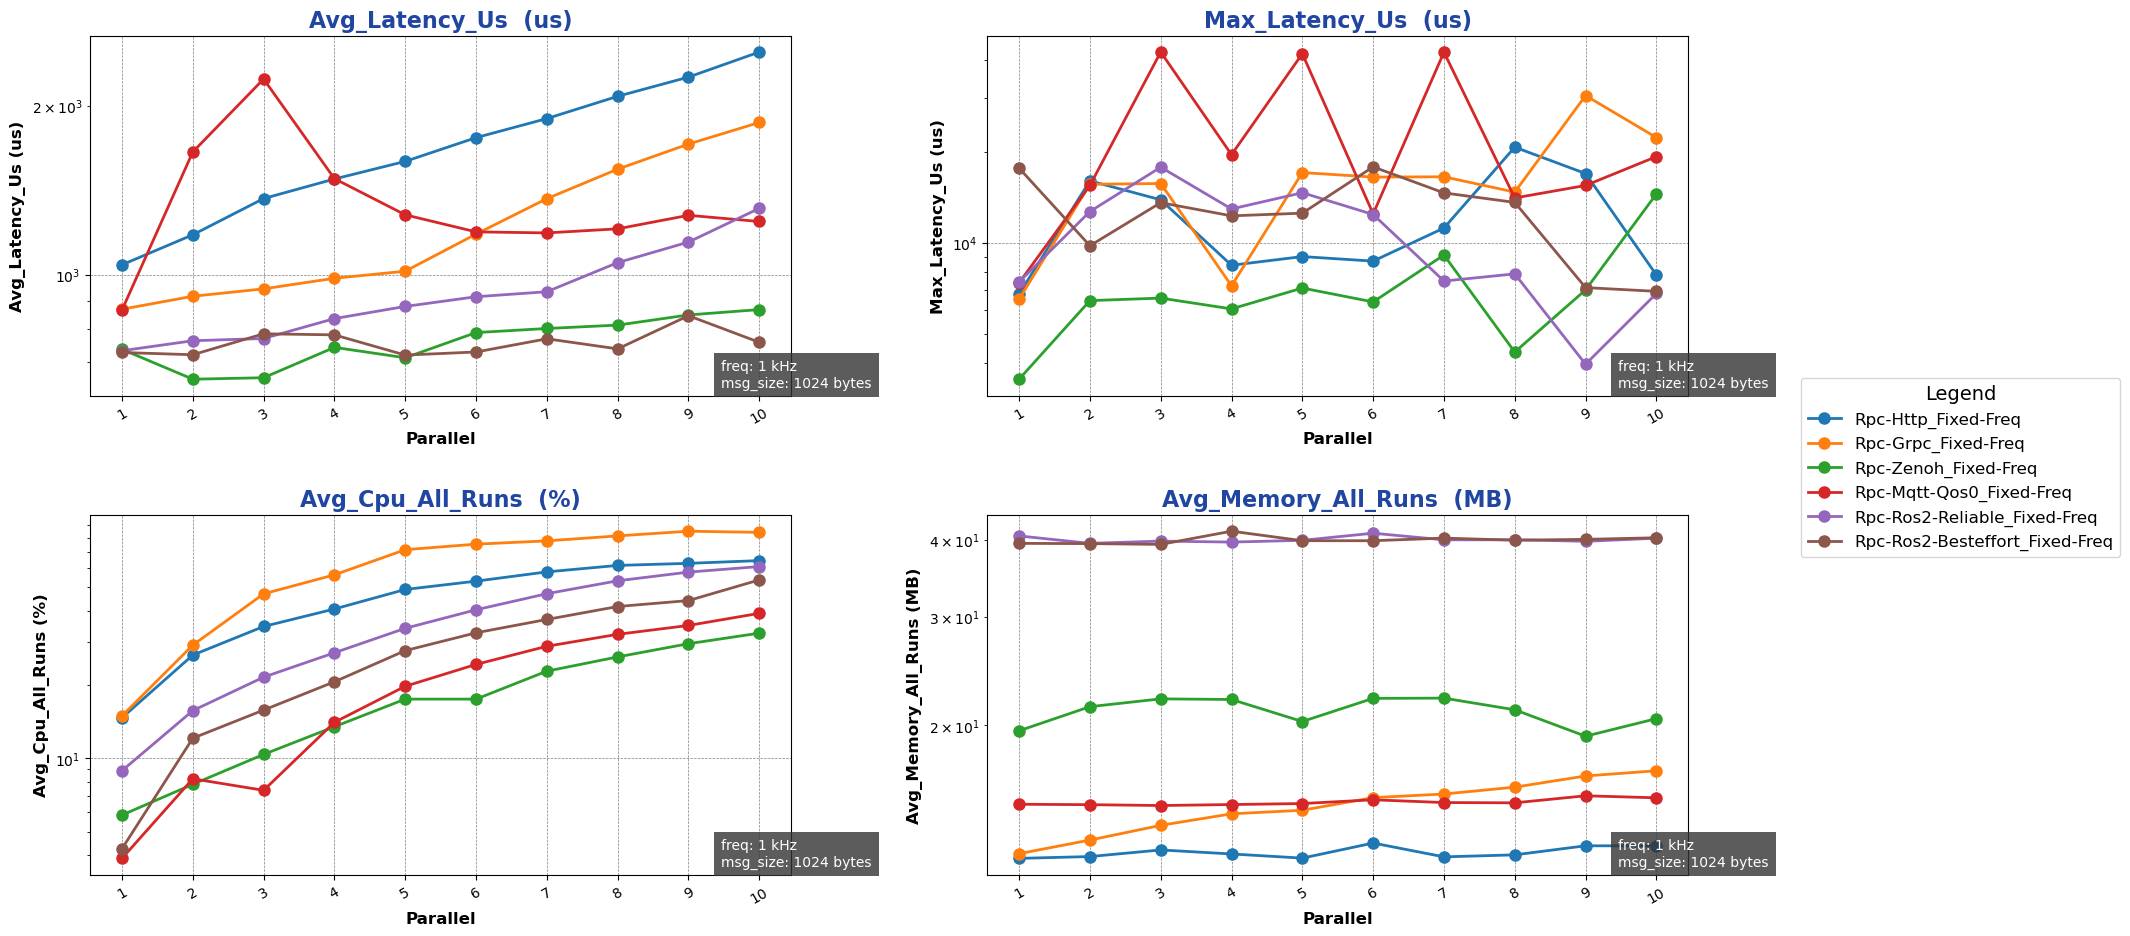 Avg_Latency_Us (us)
Avg_Latency_Us (us)
2 × 10³
10³
1 2 3 4 5 6 7 8 9 10
Parallel
freq: 1 kHz
msg_size: 1024 bytes
Max_Latency_Us (us)
Max_Latency_Us (us)
10⁴
1 2 3 4 5 6 7 8 9 10
Parallel
freq: 1 kHz
msg_size: 1024 bytes
Avg_Cpu_All_Runs (%)
Avg_Cpu_All_Runs (%)
10¹
1 2 3 4 5 6 7 8 9 10
Parallel
freq: 1 kHz
msg_size: 1024 bytes
Avg_Memory_All_Runs (MB)
Avg_Memory_All_Runs (MB)
4 × 10¹
3 × 10¹
2 × 10¹
1 2 3 4 5 6 7 8 9 10
Parallel
freq: 1 kHz
msg_size: 1024 bytes
Legend
Rpc-Http_Fixed-Freq
Rpc-Grpc_Fixed-Freq
Rpc-Zenoh_Fixed-Freq
Rpc-Mqtt-Qos0_Fixed-Freq
Rpc-Ros2-Reliable_Fixed-Freq
Rpc-Ros2-Besteffort_Fixed-Freq